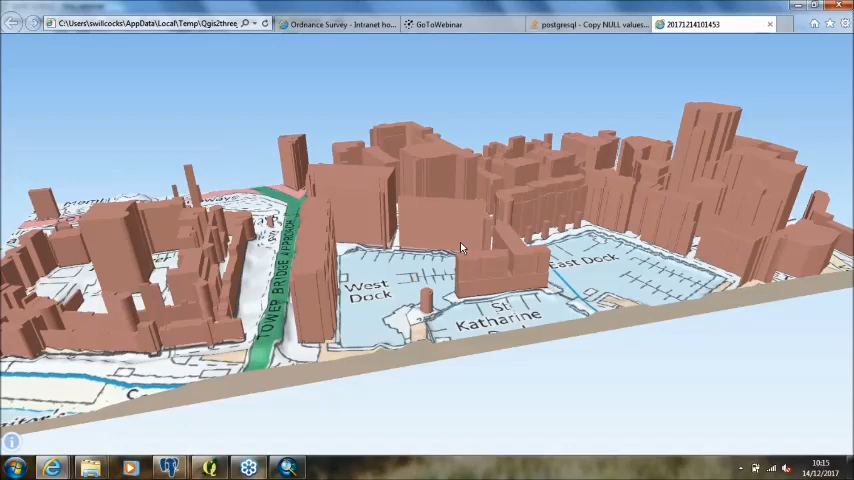 C:\Users\swillcocks\AppData\Local\Temp\Qgis2threej
Ordnance Survey - Intranet ho...
GoToWebinar
postgresql - Copy NULL values...
20171214101453
TOWER BRIDGE APPROACH
West
Dock
East Dock
St
Katharine
10:15
14/12/2017